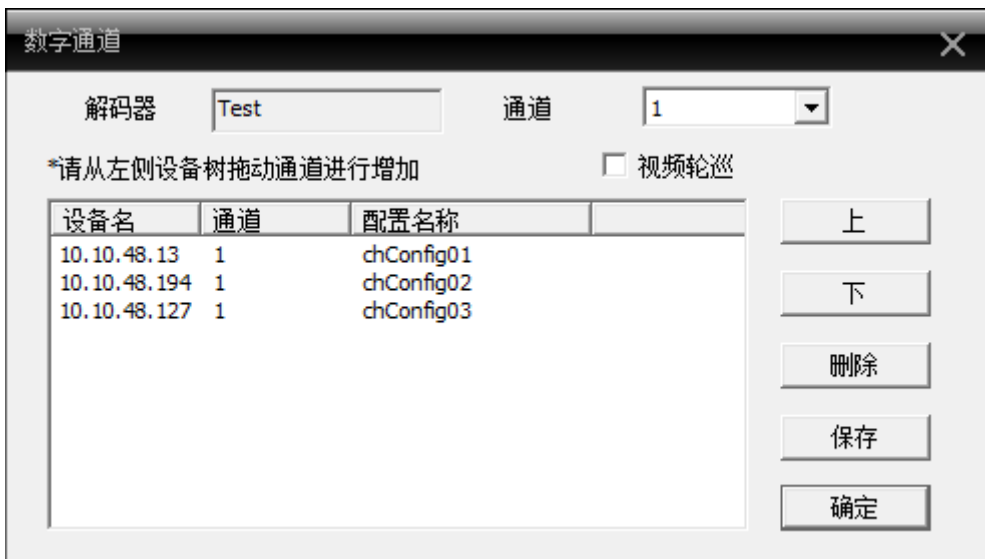 数字通道
解码器 Test 通道 1
*请从左侧设备树拖动通道进行增加 视频轮巡
设备名 通道 配置名称
10.10.48.13 1 chConfig01
10.10.48.194 1 chConfig02
10.10.48.127 1 chConfig03
上
下
删除
保存
确定